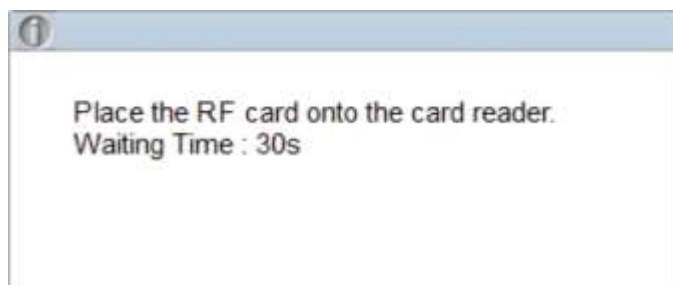 Place the RF card onto the card reader.
Waiting Time : 30s